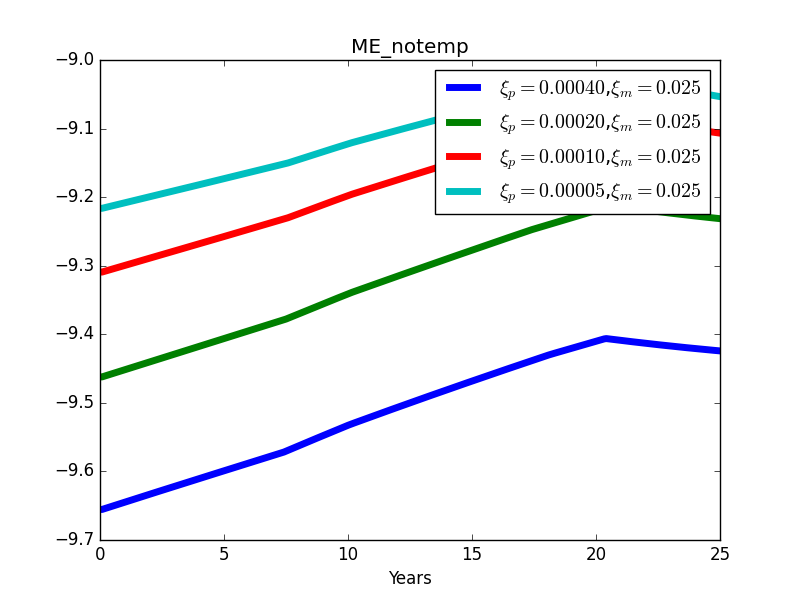 ME_notemp
−9.0
−9.1
−9.2
−9.3
−9.4
−9.5
−9.6
−9.7
ξₚ = 0.00040,ξₘ = 0.025
ξₚ = 0.00020,ξₘ = 0.025
ξₚ = 0.00010,ξₘ = 0.025
ξₚ = 0.00005,ξₘ = 0.025
0 5 10 15 20 25
Years